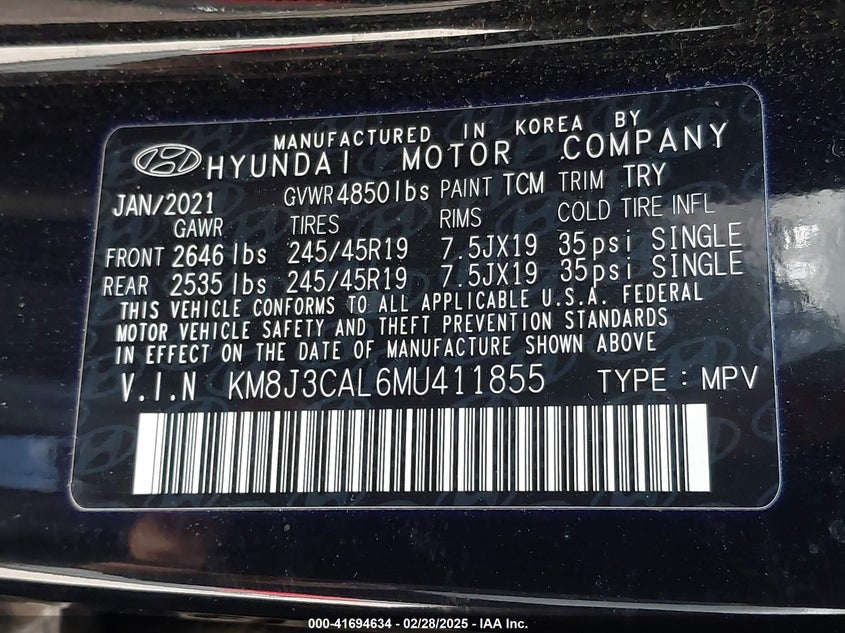 MANUFACTURED IN KOREA BY
HYUNDAI MOTOR COMPANY
JAN/2021 GVWR 4850lbs PAINT TCM TRIM TRY
GAWR TIRES RIMS COLD TIRE INFL
FRONT 2646 lbs 245/45R19 7.5JX19 35psi SINGLE
REAR 2535 lbs 245/45R19 7.5JX19 35psi SINGLE
THIS VEHICLE CONFORMS TO ALL APPLICABLE U.S.A. FEDERAL
MOTOR VEHICLE SAFETY AND THEFT PREVENTION STANDARDS
IN EFFECT ON THE DATE OF MANUFACTURE SHOWN ABOVE
V.I.N KM8J3CAL6MU411855 TYPE : MPV
000-41694634 - 02/28/2025 - IAA Inc.